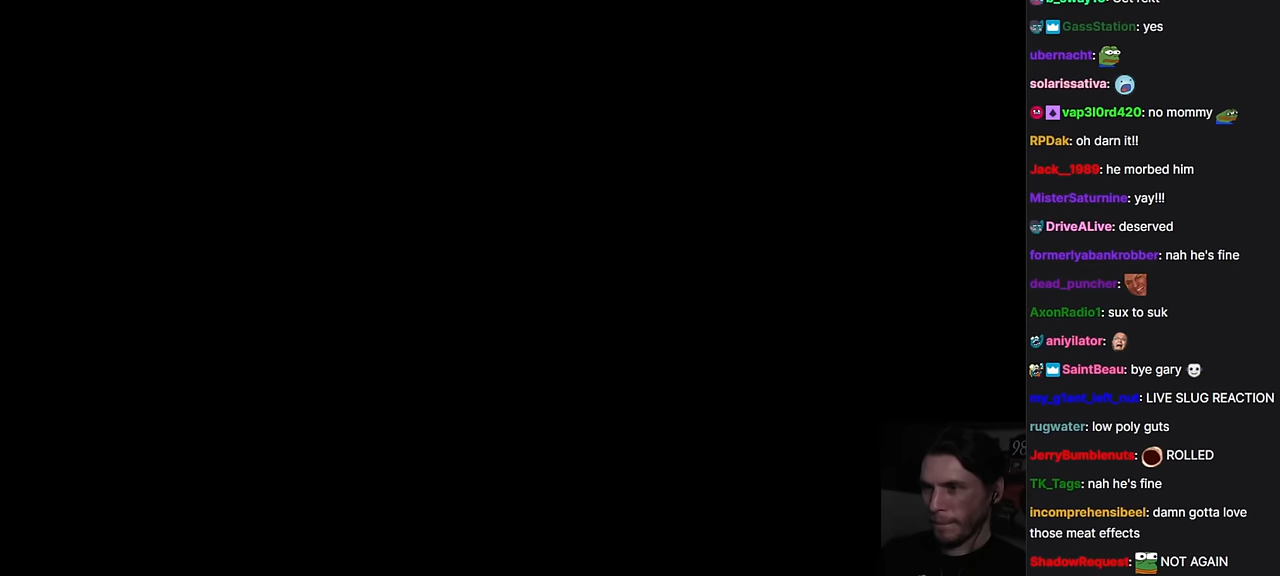 GassStation: yes
ubernacht:
solarissativa:
vap3l0rd420: no mommy
RPDak: oh darn it!!
Jack__1989: he morbed him
MisterSaturnine: yay!!!
DriveALive: deserved
formerlyabankrobber: nah he's fine
dead_puncher:
AxonRadio1: sux to suk
aniyilator:
SaintBeau: bye gary
my_g1ant_left_nut: LIVE SLUG REACTION
rugwater: low poly guts
JerryBumblenuts: ROLLED
TK_Tags: nah he's fine
incomprehensibeel: damn gotta love
those meat effects
ShadowRequest: NOT AGAIN
98